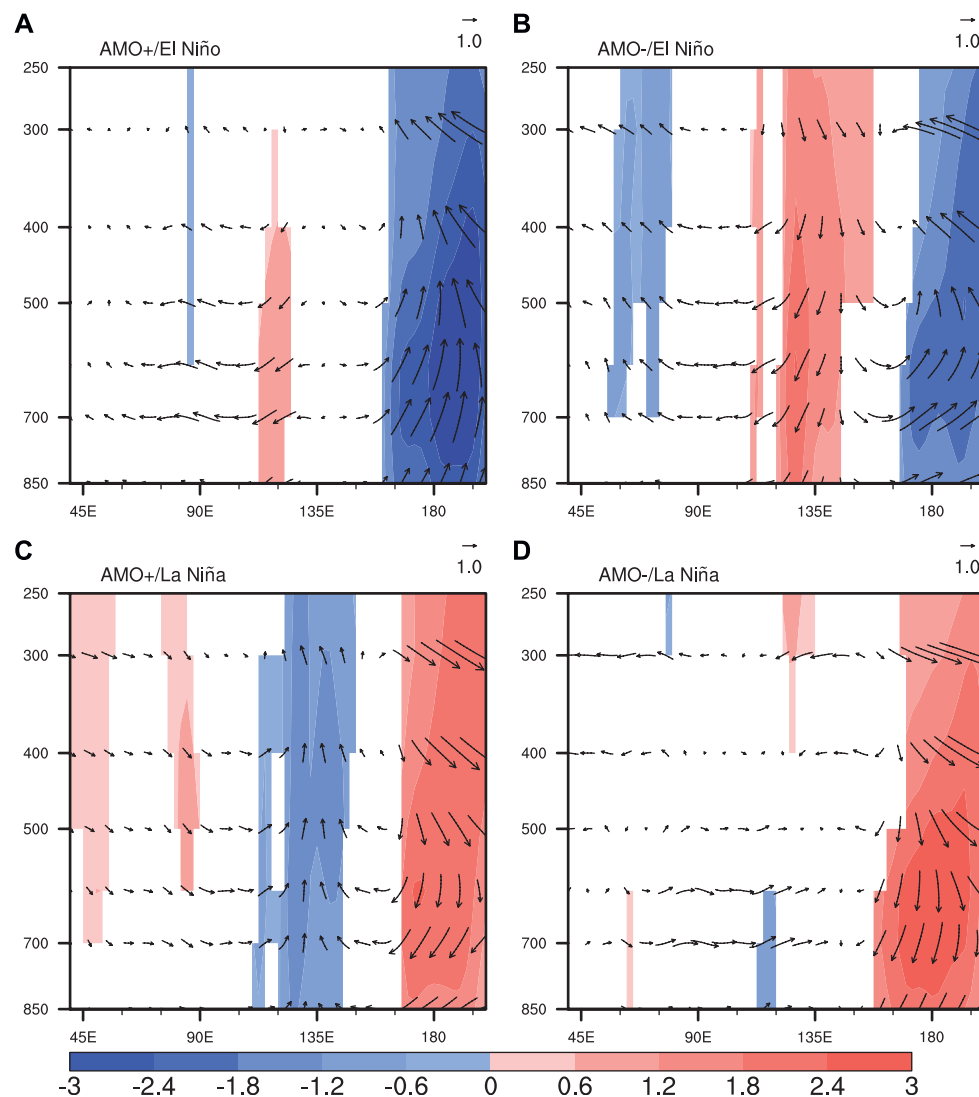 A
AMO+/El Niño
1.0
250
300
400
500
700
850
45E 90E 135E 180
B
AMO-/El Niño
1.0
250
300
400
500
700
850
45E 90E 135E 180
C
AMO+/La Niña
1.0
250
300
400
500
700
850
45E 90E 135E 180
D
AMO-/La Niña
1.0
250
300
400
500
700
850
45E 90E 135E 180
-3 -2.4 -1.8 -1.2 -0.6 0 0.6 1.2 1.8 2.4 3